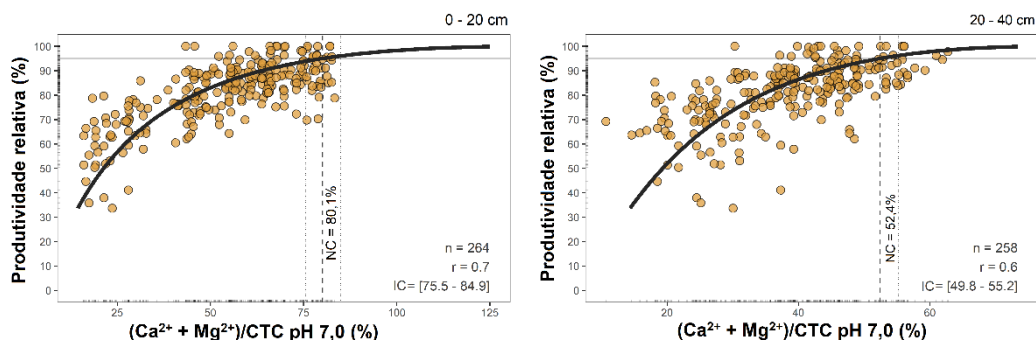 0 - 20 cm
Produtividade relativa (%)
100
90
80
70
60
50
40
30
20
10
0
NC = 80,1%
n = 264
r = 0.7
IC= [75.5 - 84.9]
25
50
75
100
125
(Ca²⁺ + Mg²⁺)/CTC pH 7,0 (%)
20 - 40 cm
Produtividade relativa (%)
100
90
80
70
60
50
40
30
20
10
0
NC = 52,4%
n = 258
r = 0.6
IC= [49.8 - 55.2]
20
40
60
(Ca²⁺ + Mg²⁺)/CTC pH 7,0 (%)